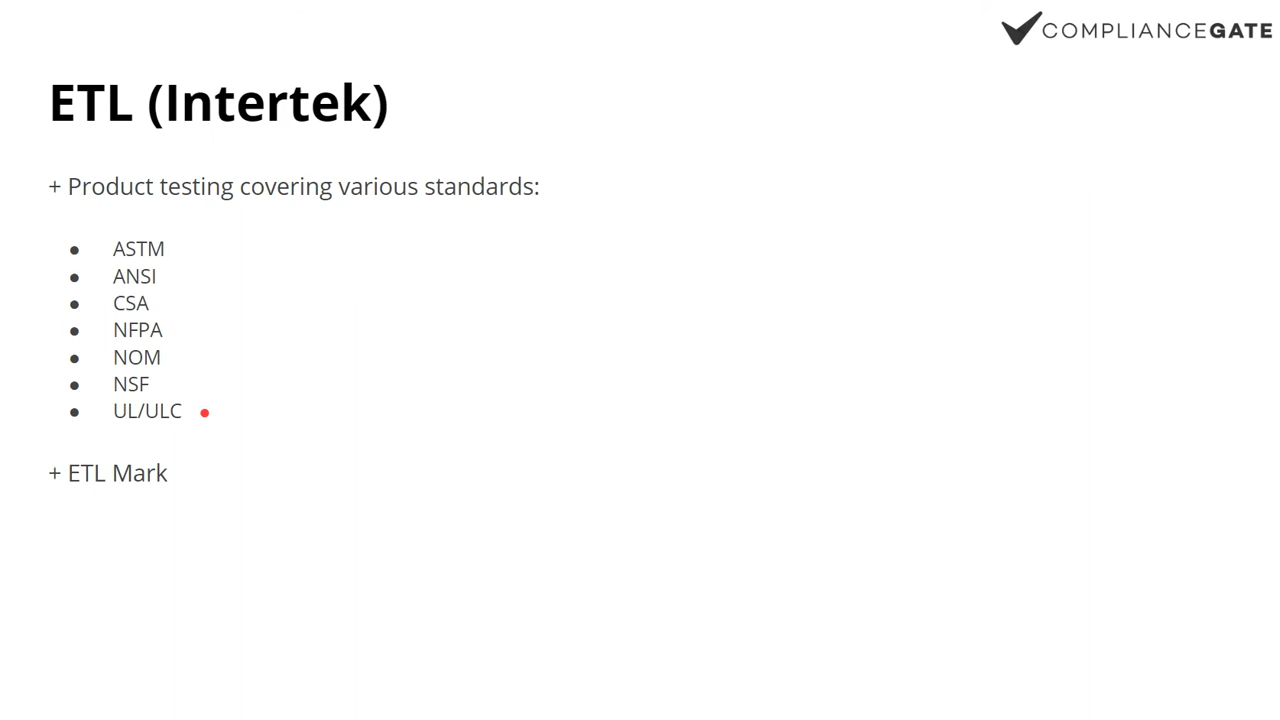 COMPLIANCEGATE
ETL (Intertek)
+ Product testing covering various standards:
● ASTM
● ANSI
● CSA
● NFPA
● NOM
● NSF
● UL/ULC
+ ETL Mark